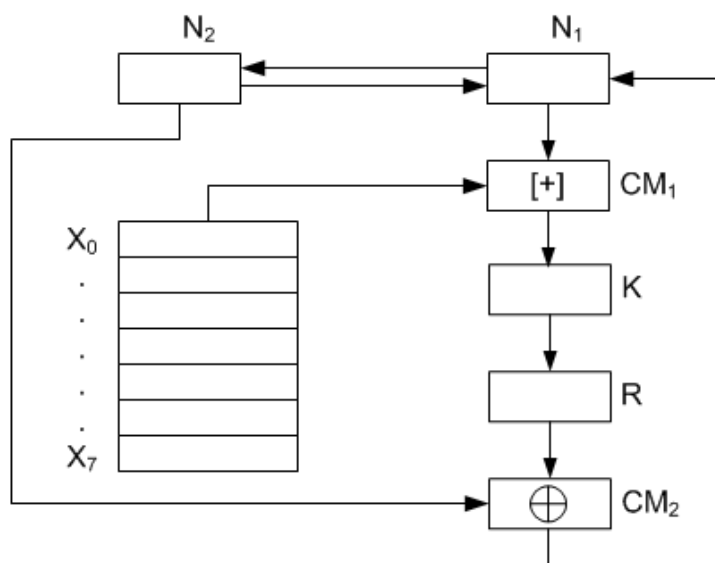 N₂ N₁
[+] CM₁
X₀
.
.
K
.
.
R
.
X₇
CM₂